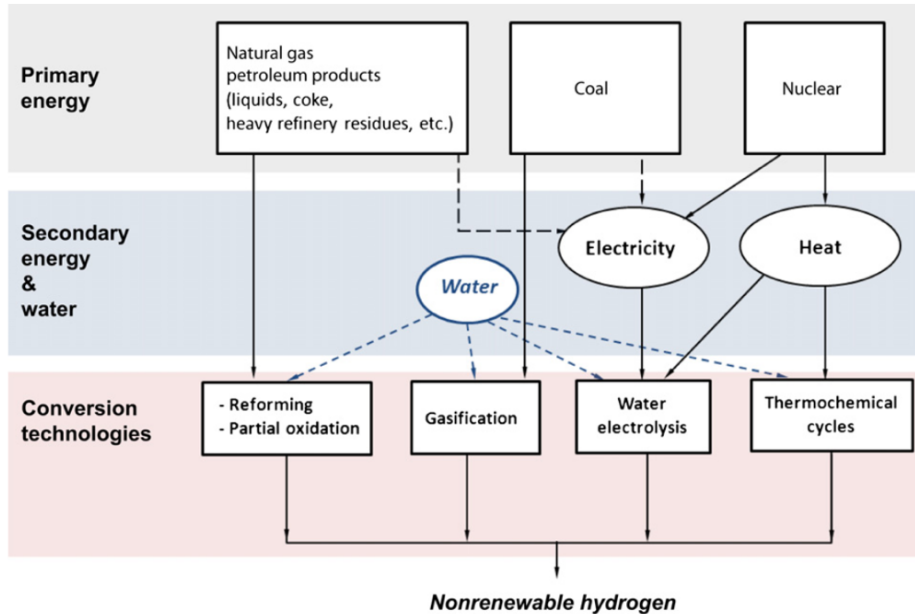 Primary
energy
Natural gas
petroleum products
(liquids, coke,
heavy refinery residues, etc.)
Coal
Nuclear
Secondary
energy
&
water
Water
Electricity
Heat
Conversion
technologies
- Reforming
- Partial oxidation
Gasification
Water
electrolysis
Thermochemical
cycles
Nonrenewable hydrogen